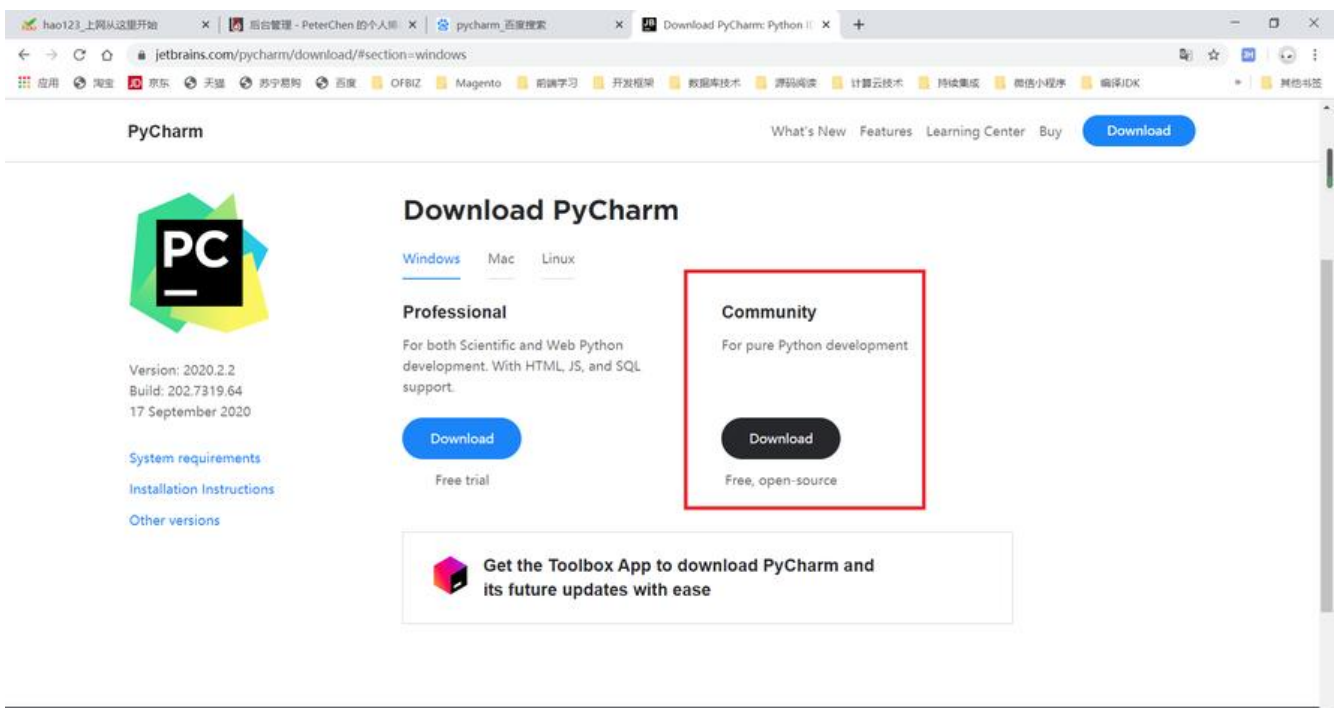 hao123_上网从这里开始
后台管理 - PeterChen 的个人
pycharm_百度搜索
Download PyCharm: Python I
jetbrains.com/pycharm/download/#section=windows
应用 淘宝 JD 京东 天猫 苏宁易购 百度 OFBIZ Magento 前端学习 开发框架 数据库技术 源码阅读 计算云技术 持续集成 微信小程序 编译JDK » 其他书签
PyCharm
What's New Features Learning Center Buy Download
PC
Version: 2020.2.2
Build: 202.7319.64
17 September 2020
System requirements
Installation Instructions
Other versions
Download PyCharm
Windows Mac Linux
Professional
For both Scientific and Web Python
development. With HTML, JS, and SQL
support.
Download
Free trial
Community
For pure Python development
Download
Free, open-source
Get the Toolbox App to download PyCharm and
its future updates with ease